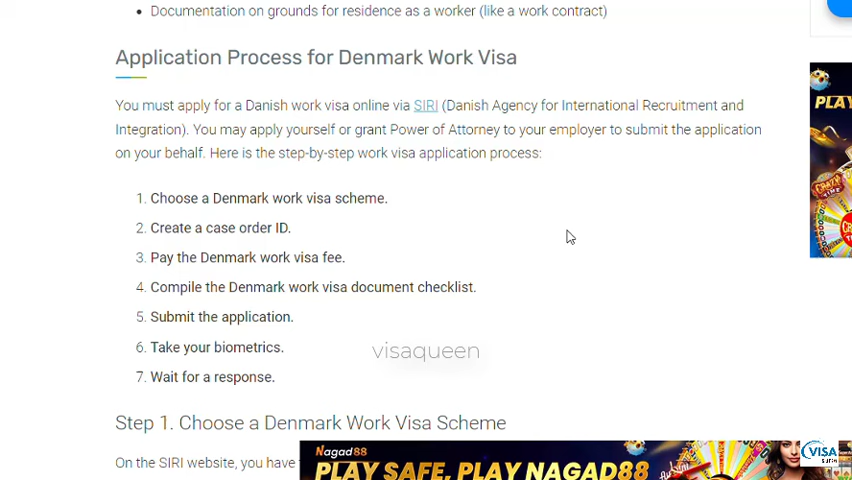 Documentation on grounds for residence as a worker (like a work contract)
Application Process for Denmark Work Visa
You must apply for a Danish work visa online via SIRI (Danish Agency for International Recruitment and
Integration). You may apply yourself or grant Power of Attorney to your employer to submit the application
on your behalf. Here is the step-by-step work visa application process:
1. Choose a Denmark work visa scheme.
2. Create a case order ID.
3. Pay the Denmark work visa fee.
4. Compile the Denmark work visa document checklist.
5. Submit the application.
6. Take your biometrics.
7. Wait for a response.
visaqueen
Step 1. Choose a Denmark Work Visa Scheme
On the SIRI website, you have
Nagad88
PLAY SAFE, PLAY NAGAD88
VISA
PLAY
CRAZY
TIME